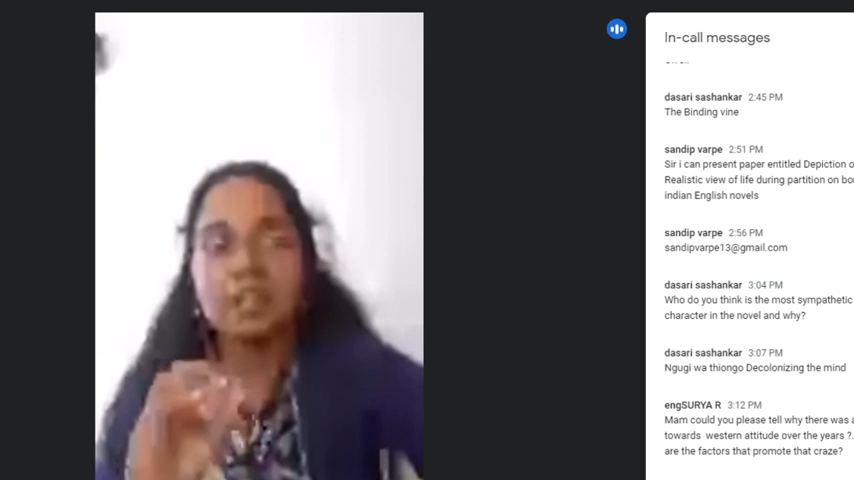 In-call messages
dasari sashankar 2:45 PM
The Binding vine
sandip varpe 2:51 PM
Sir i can present paper entitled Depiction
Realistic view of life during partition on
indian English novels
sandip varpe 2:56 PM
sandipvarpe13@gmail.com
dasari sashankar 3:04 PM
Who do you think is the most sympathetic
character in the novel and why?
dasari sashankar 3:07 PM
Ngugi wa thiongo Decolonizing the mind
engSURYA R 3:12 PM
Mam could you please tell why there was a
towards western attitude over the years ?.
are the factors that promote that craze?